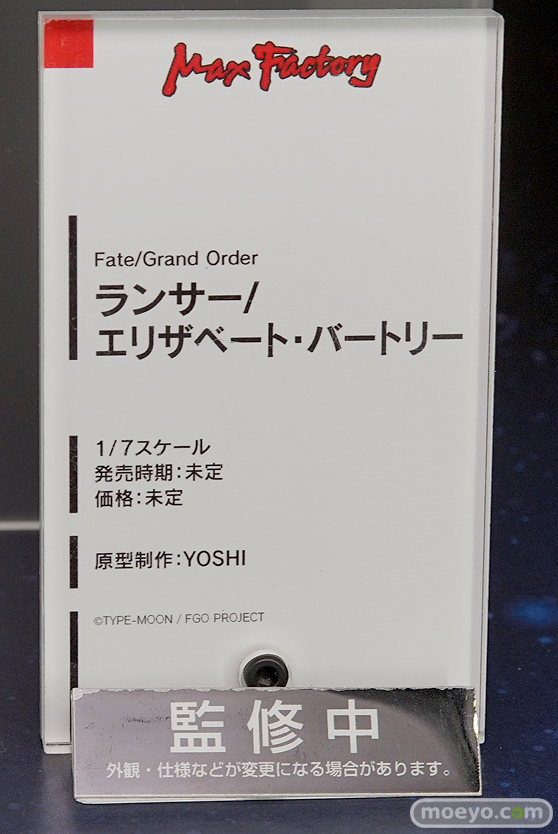 Max Factory
Fate/Grand Order
ランサー/
エリザベート・バートリー
1/7スケール
発売時期:未定
価格:未定
原型制作:YOSHI
©TYPE-MOON / FGO PROJECT
監修中
外観・仕様などが変更になる場合があります。
moeyo.com